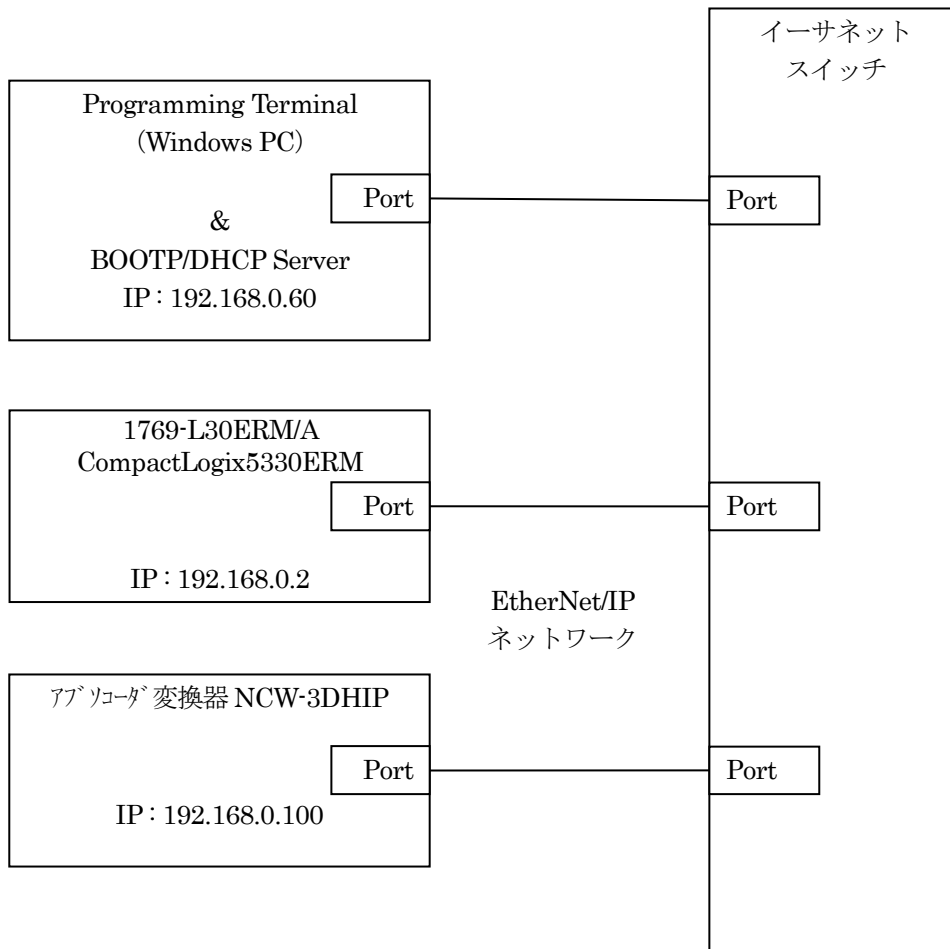 イーサネット
スイッチ
Programming Terminal
(Windows PC)
Port
Port
&
BOOTP/DHCP Server
IP : 192.168.0.60
1769-L30ERM/A
CompactLogix5330ERM
Port
Port
IP : 192.168.0.2
EtherNet/IP
ネットワーク
アブソコーダ変換器 NCW-3DHIP
Port
Port
IP : 192.168.0.100